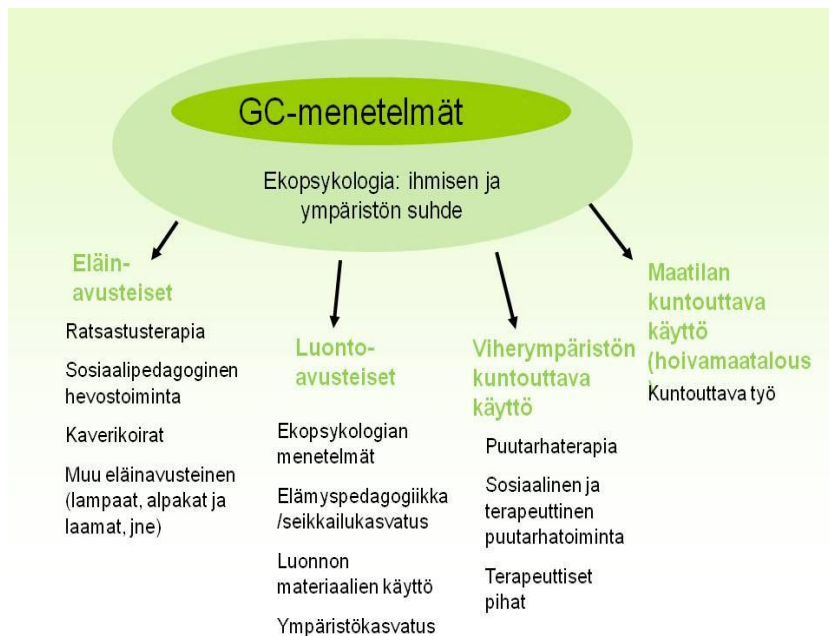 GC-menetelmät
Ekopsykologia: ihmisen ja
ympäristön suhde
Eläin-
avusteiset
Ratsastusterapia
Sosiaalipedagoginen
hevostoiminta
Kaverikoirat
Muu eläinavusteinen
(lampaat, alpakat ja
laamat, jne)
Luonto-
avusteiset
Ekopsykologian
menetelmät
Elämyspedagogiikka
/seikkailukasvatus
Luonnon
materiaalien käyttö
Ympäristökasvatus
Viherympäristön
kuntouttava
käyttö
Puutarhaterapia
Sosiaalinen ja
terapeuttinen
puutarhatoiminta
Terapeuttiset
pihat
Maatilan
kuntouttava
käyttö
(hoivamaatalous
)
Kuntouttava työ